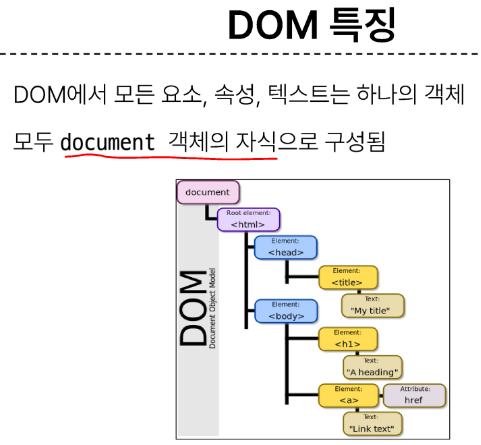 DOM 특징
DOM에서 모든 요소, 속성, 텍스트는 하나의 객체
모두 document 객체의 자식으로 구성됨
document
Root element:
<html>
Element:
<head>
Element:
<title>
Text:
"My title"
Element:
<body>
Element:
<h1>
Text:
"A heading"
Element:
<a>
Attribute:
href
Text:
"Link text"
DOM
Document Object Model